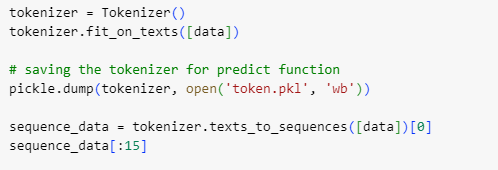 tokenizer = Tokenizer()
tokenizer.fit_on_texts([data])
# saving the tokenizer for predict function
pickle.dump(tokenizer, open('token.pkl', 'wb'))
sequence_data = tokenizer.texts_to_sequences([data])[0]
sequence_data[:15]